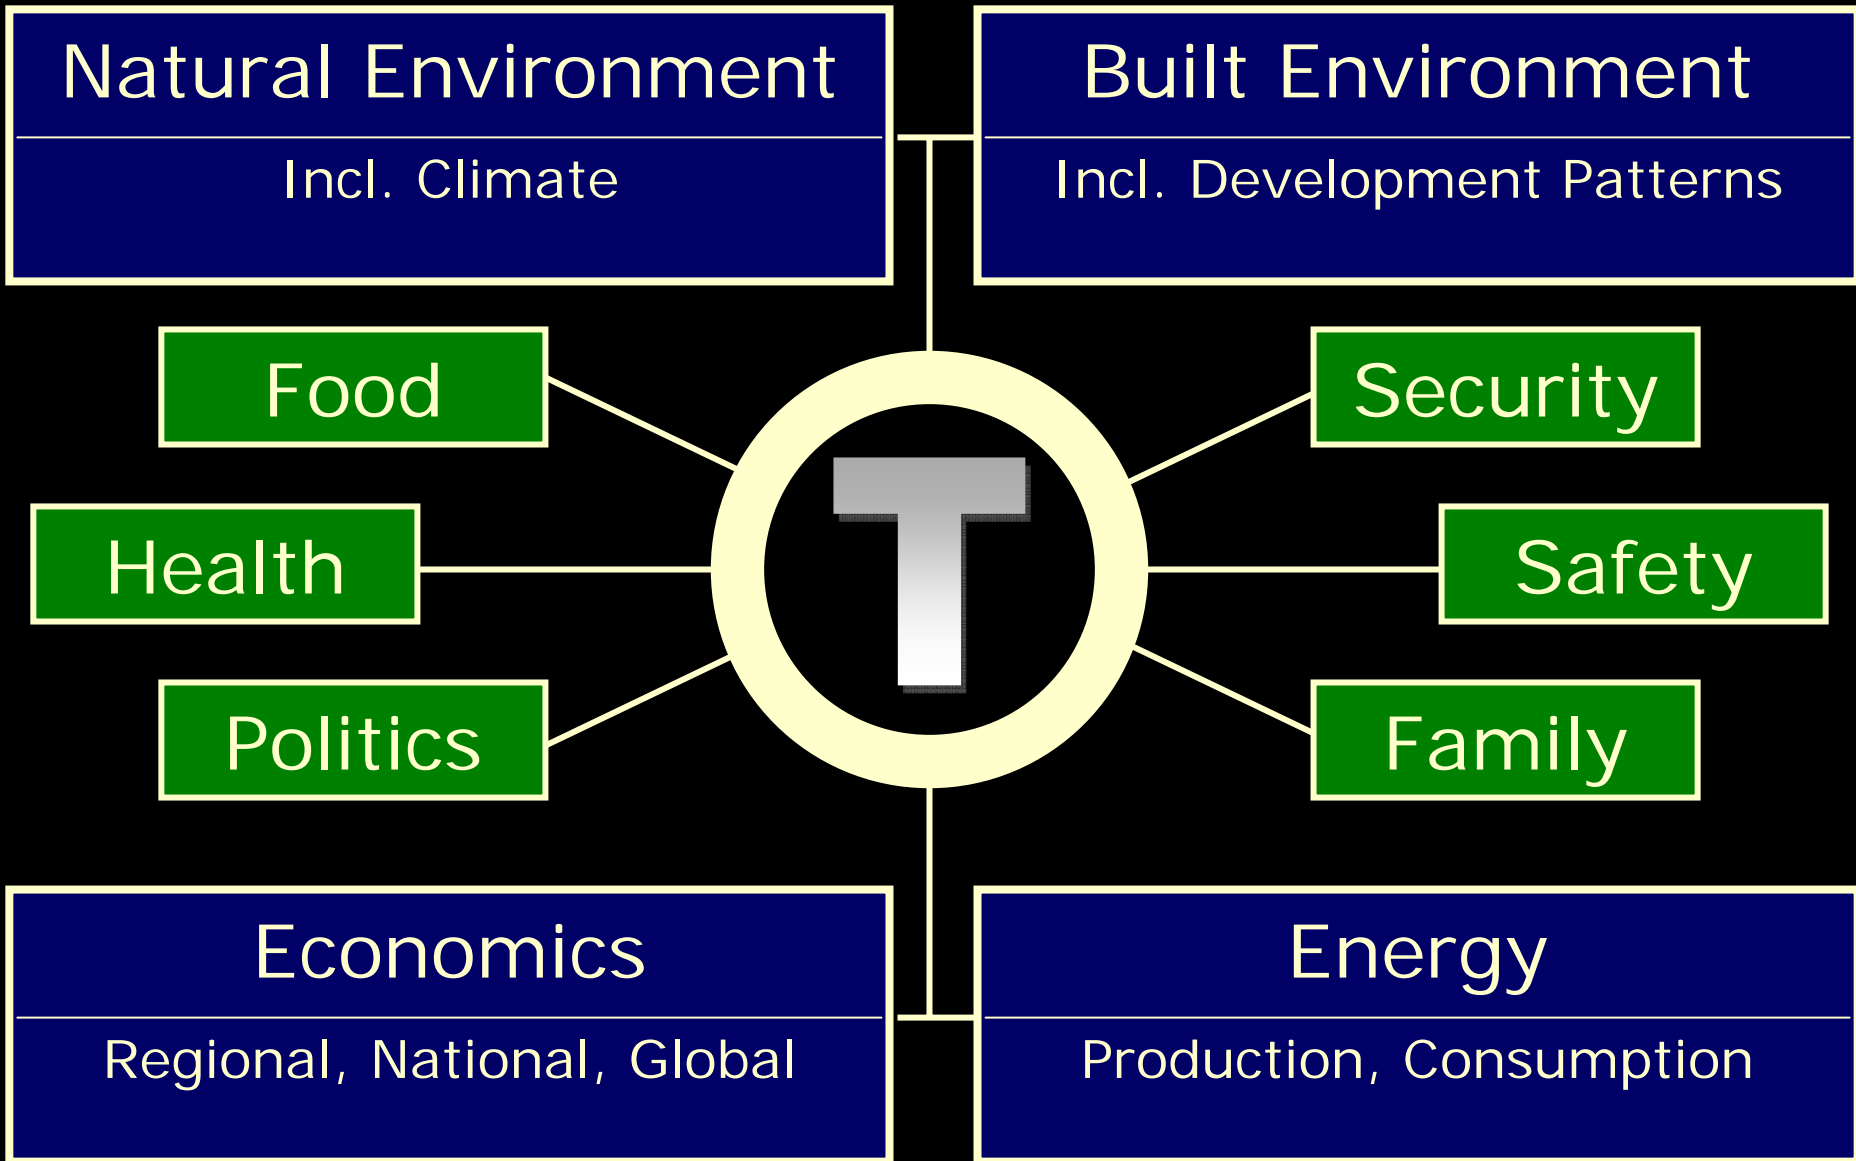 Natural Environment
Incl. Climate
Built Environment
Incl. Development Patterns
Food
Security
T
Health
Safety
Politics
Family
Economics
Regional, National, Global
Energy
Production, Consumption